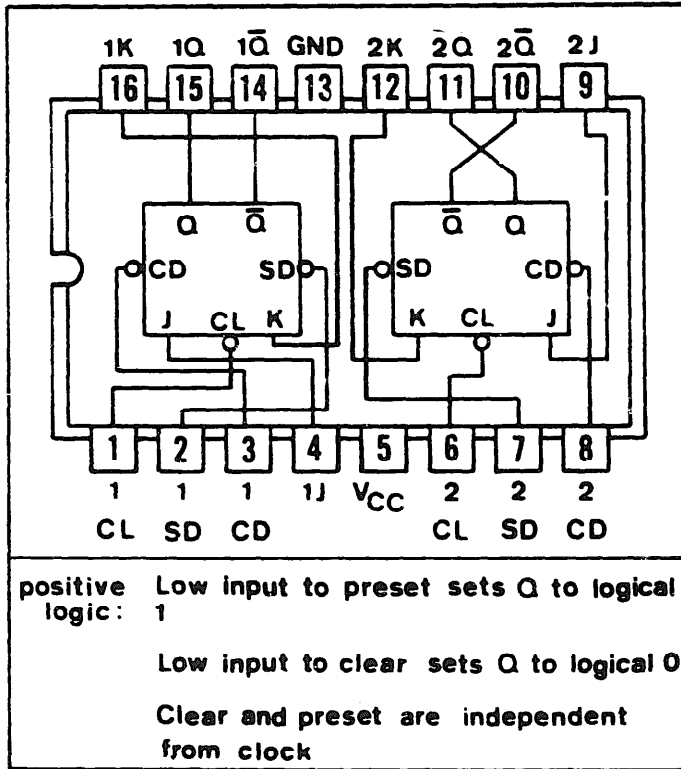 1K 1Q 1Q̅ GND 2K 2Q 2Q̅ 2J
16 15 14 13 12 11 10 9
Q Q̅ Q̅ Q
CD SD SD CD
J CL K K CL J
1 2 3 4 5 6 7 8
1 1 1 1J VCC 2 2 2
CL SD CD CL SD CD
positive Low input to preset sets Q to logical
logic: 1
Low input to clear sets Q to logical 0
Clear and preset are independent
from clock